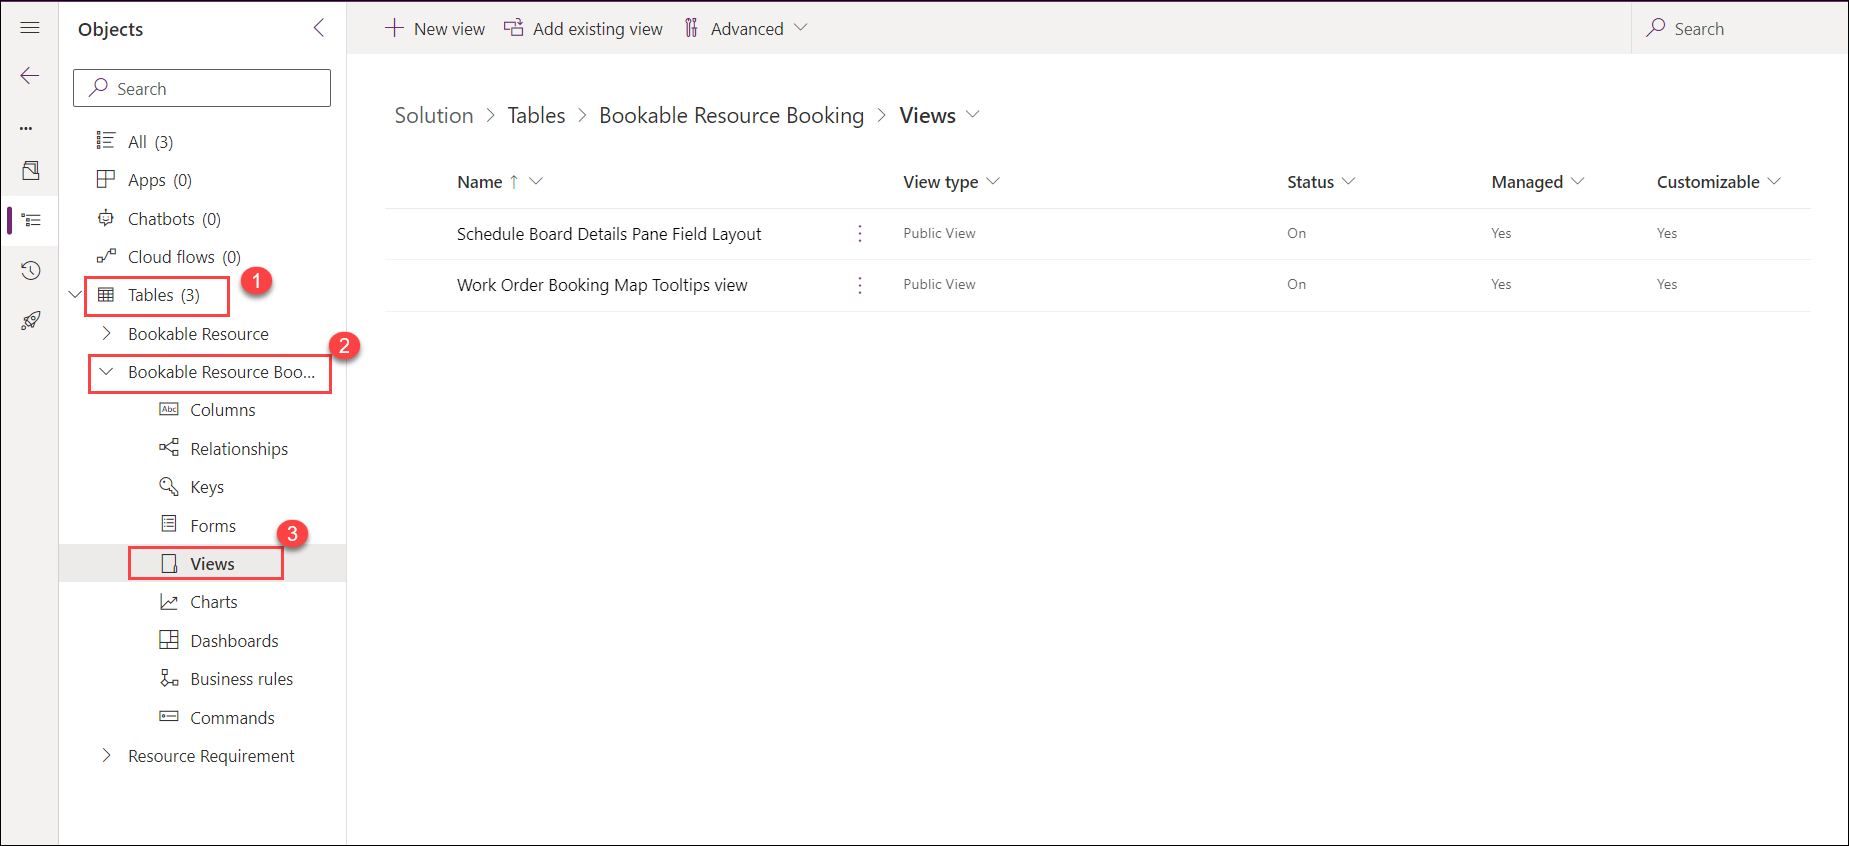 Objects
Search
All (3)
Apps (0)
Chatbots (0)
Cloud flows (0)
1
Tables (3)
Bookable Resource
2
Bookable Resource Boo...
Abc Columns
Relationships
Keys
Forms
3
Views
Charts
Dashboards
Business rules
Commands
Resource Requirement
New view Add existing view Advanced Search
Solution > Tables > Bookable Resource Booking > Views
Name ↑ View type Status Managed Customizable
Schedule Board Details Pane Field Layout Public View On Yes Yes
Work Order Booking Map Tooltips view Public View On Yes Yes